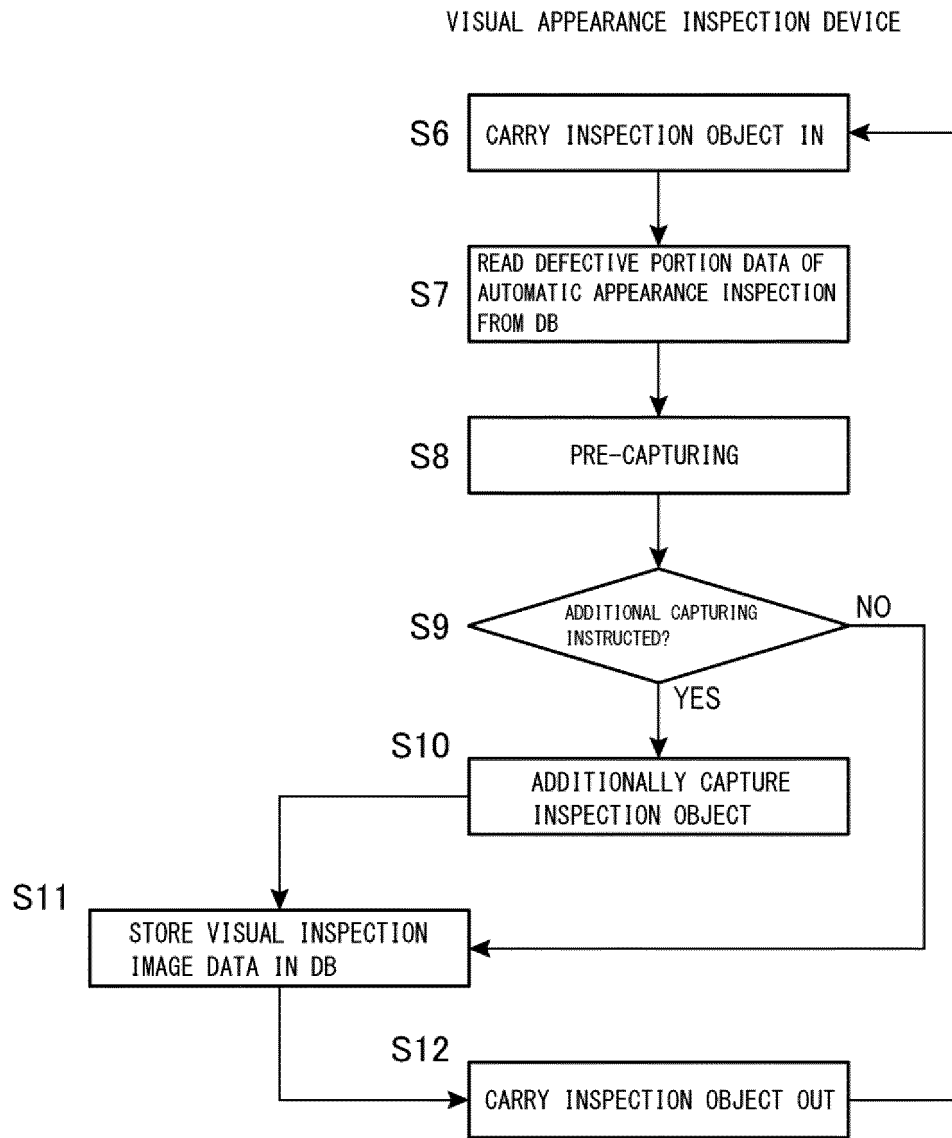 VISUAL APPEARANCE INSPECTION DEVICE
S6
CARRY INSPECTION OBJECT IN
S7
READ DEFECTIVE PORTION DATA OF
AUTOMATIC APPEARANCE INSPECTION
FROM DB
S8
PRE-CAPTURING
S9
ADDITIONAL CAPTURING
INSTRUCTED?
NO
YES
S10
ADDITIONALLY CAPTURE
INSPECTION OBJECT
S11
STORE VISUAL INSPECTION
IMAGE DATA IN DB
S12
CARRY INSPECTION OBJECT OUT